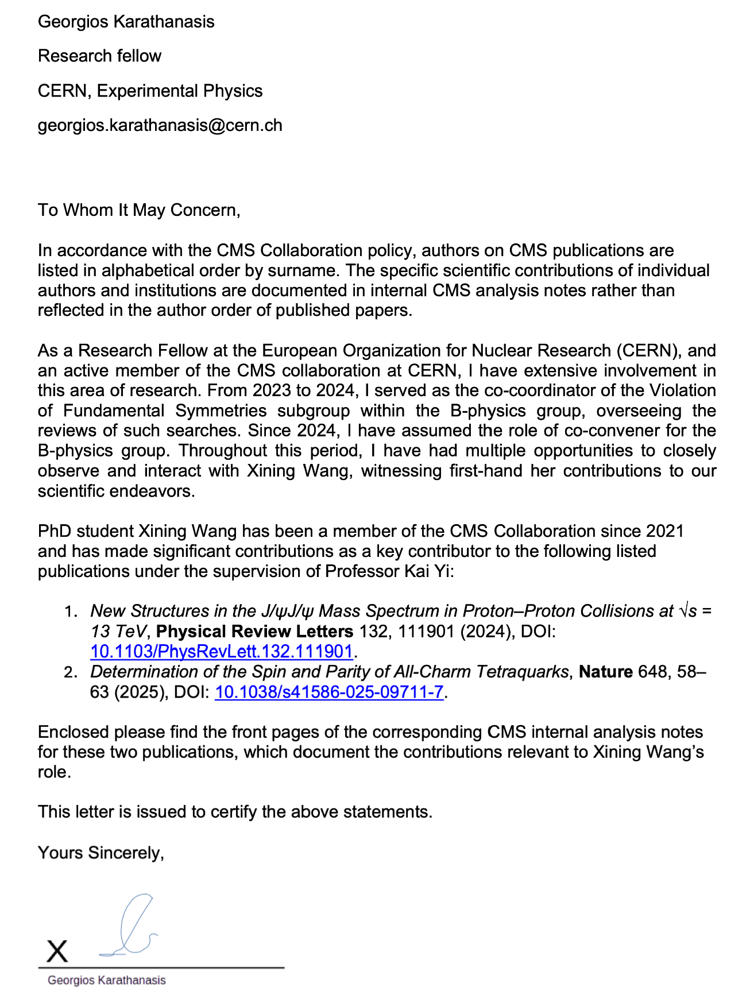 Georgios Karathanasis
Research fellow
CERN, Experimental Physics
georgios.karathanasis@cern.ch
To Whom It May Concern,
In accordance with the CMS Collaboration policy, authors on CMS publications are
listed in alphabetical order by surname. The specific scientific contributions of individual
authors and institutions are documented in internal CMS analysis notes rather than
reflected in the author order of published papers.
As a Research Fellow at the European Organization for Nuclear Research (CERN), and
an active member of the CMS collaboration at CERN, I have extensive involvement in
this area of research. From 2023 to 2024, I served as the co-coordinator of the Violation
of Fundamental Symmetries subgroup within the B-physics group, overseeing the
reviews of such searches. Since 2024, I have assumed the role of co-convener for the
B-physics group. Throughout this period, I have had multiple opportunities to closely
observe and interact with Xining Wang, witnessing first-hand her contributions to our
scientific endeavors.
PhD student Xining Wang has been a member of the CMS Collaboration since 2021
and has made significant contributions as a key contributor to the following listed
publications under the supervision of Professor Kai Yi:
1. New Structures in the J/ψJ/ψ Mass Spectrum in Proton–Proton Collisions at √s =
13 TeV, Physical Review Letters 132, 111901 (2024), DOI:
10.1103/PhysRevLett.132.111901.
2. Determination of the Spin and Parity of All-Charm Tetraquarks, Nature 648, 58–
63 (2025), DOI: 10.1038/s41586-025-09711-7.
Enclosed please find the front pages of the corresponding CMS internal analysis notes
for these two publications, which document the contributions relevant to Xining Wang’s
role.
This letter is issued to certify the above statements.
Yours Sincerely,
X
Georgios Karathanasis